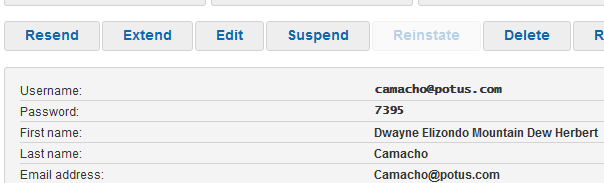 Resend Extend Edit Suspend Reinstate Delete R
Username: camacho@potus.com
Password: 7395
First name: Dwayne Elizondo Mountain Dew Herbert
Last name: Camacho
Email address: Camacho@potus.com